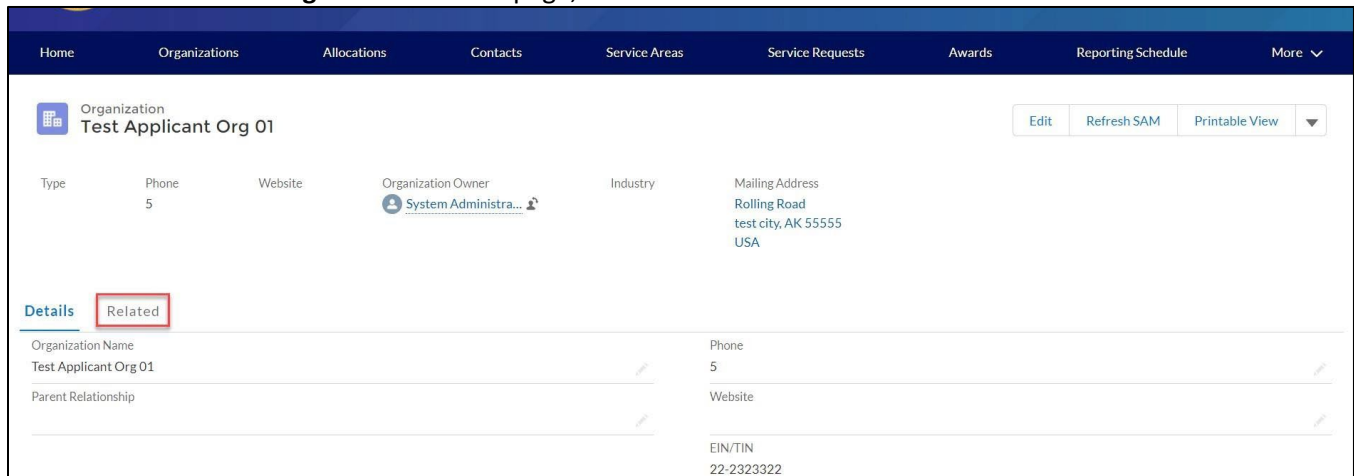 Home Organizations Allocations Contacts Service Areas Service Requests Awards Reporting Schedule More
Organization
Test Applicant Org 01
Edit Refresh SAM Printable View
Type Phone Website Organization Owner Industry Mailing Address
5 System Administra... Rolling Road
test city, AK 55555
USA
Details Related
Organization Name Phone
Test Applicant Org 01 5
Parent Relationship Website
EIN/TIN
22-2323322